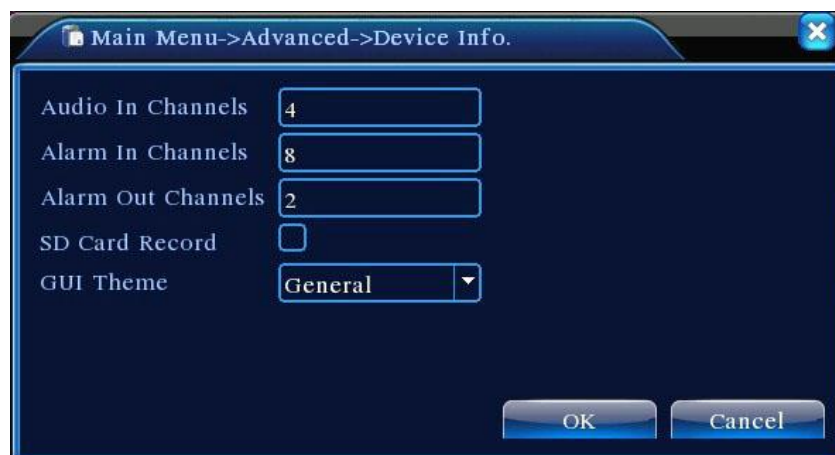 Main Menu->Advanced->Device Info.
Audio In Channels 4
Alarm In Channels 8
Alarm Out Channels 2
SD Card Record
GUI Theme General
OK Cancel